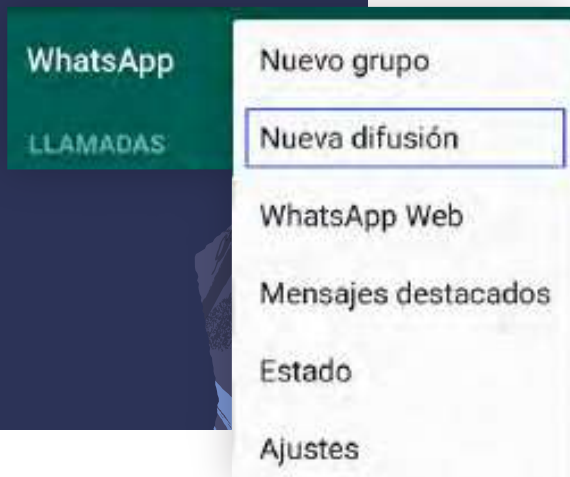 WhatsApp
LLAMADAS
Nuevo grupo
Nueva difusión
WhatsApp Web
Mensajes destacados
Estado
Ajustes